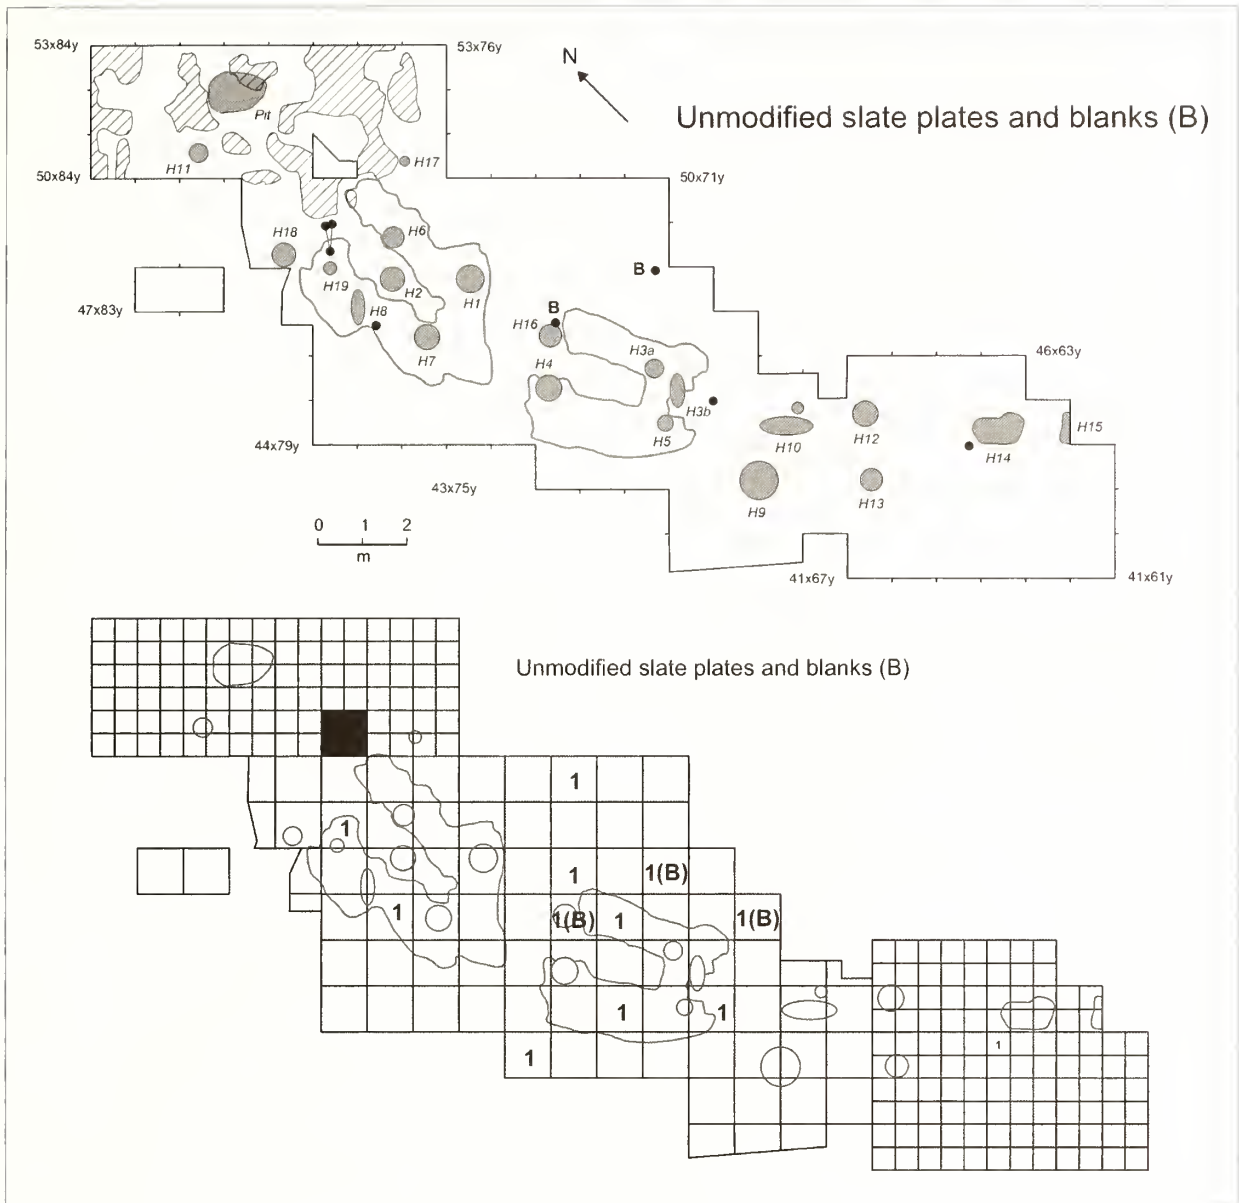 53x84y
53x76y
N
Unmodified slate plates and blanks (B)
Pit
H11
H17
50x84y
50x71y
H18
H6
B
H19
H2
H1
47x83y
H8
B
H16
H7
H3a
46x63y
H4
H3b
H5
H10
H12
H14
H15
44x79y
43x75y
H9
H13
0 1 2
m
41x67y
41x61y
Unmodified slate plates and blanks (B)
1
1
1 1(B)
1 1(B) 1 1(B)
1 1
1
1